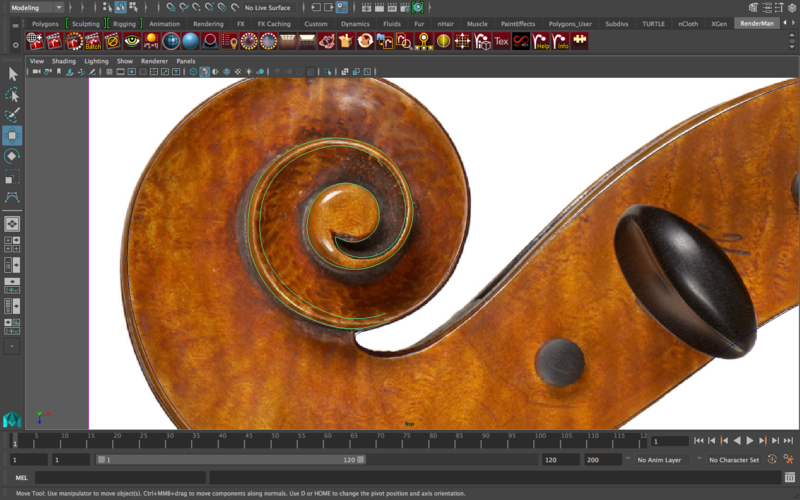 Modeling No Live Surface
Polygons Sculpting Rigging Animation Rendering FX FX Caching Custom Dynamics Fluids Fur nHair Muscle PaintEffects Polygons_User Subdivs TURTLE nCloth XGen RenderMan
Batch Tex Help Info
View Shading Lighting Show Renderer Panels
top
1 5 10 15 20 25 30 35 40 45 50 55 60 65 70 75 80 85 90 95 100 105 110 115 12 1
1 1 1 120 120 200 No Anim Layer No Character Set
MEL
Move Tool: Use manipulator to move object(s). Ctrl+MMB+drag to move components along normals. Use D or HOME to change the pivot position and axis orientation.